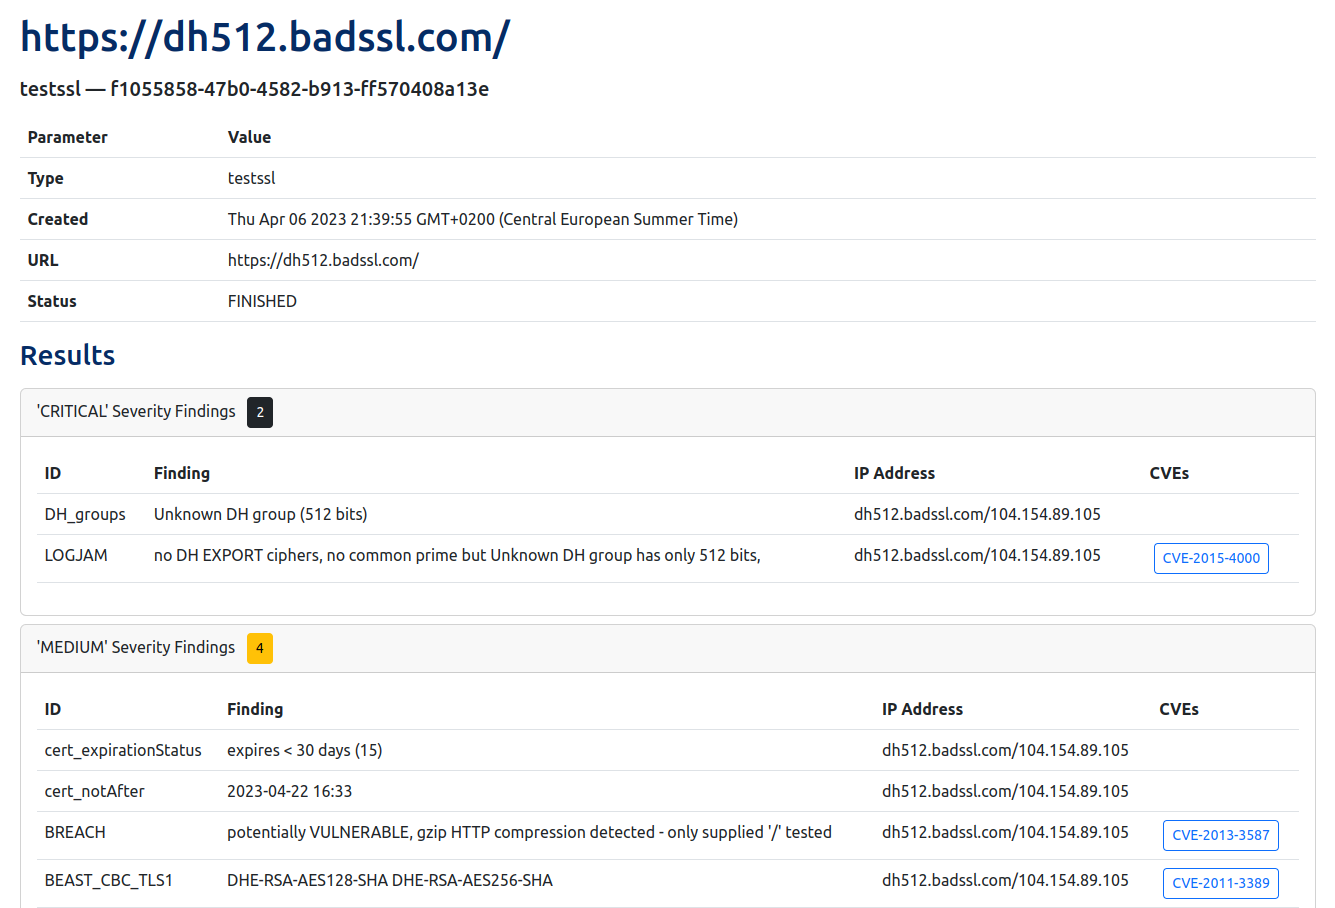 https://dh512.badssl.com/
testssl — f1055858-47b0-4582-b913-ff570408a13e
Parameter Value
Type testssl
Created Thu Apr 06 2023 21:39:55 GMT+0200 (Central European Summer Time)
URL https://dh512.badssl.com/
Status FINISHED
Results
'CRITICAL' Severity Findings 2
ID Finding IP Address CVEs
DH_groups Unknown DH group (512 bits) dh512.badssl.com/104.154.89.105
LOGJAM no DH EXPORT ciphers, no common prime but Unknown DH group has only 512 bits, dh512.badssl.com/104.154.89.105 CVE-2015-4000
'MEDIUM' Severity Findings 4
ID Finding IP Address CVEs
cert_expirationStatus expires < 30 days (15) dh512.badssl.com/104.154.89.105
cert_notAfter 2023-04-22 16:33 dh512.badssl.com/104.154.89.105
BREACH potentially VULNERABLE, gzip HTTP compression detected - only supplied '/' tested dh512.badssl.com/104.154.89.105 CVE-2013-3587
BEAST_CBC_TLS1 DHE-RSA-AES128-SHA DHE-RSA-AES256-SHA dh512.badssl.com/104.154.89.105 CVE-2011-3389